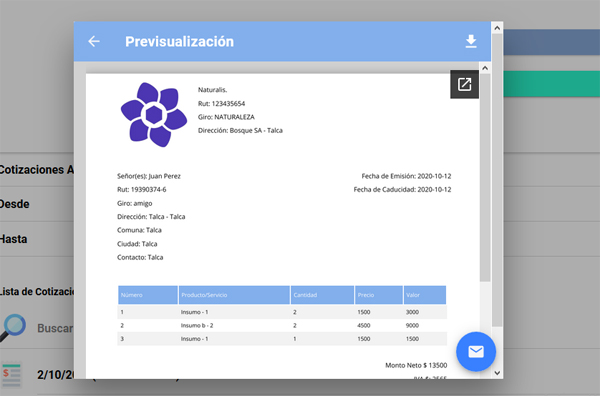 Previsualización
Naturalis.
Rut: 123435654
Giro: NATURALEZA
Dirección: Bosque SA - Talca
Señor(es): Juan Perez
Fecha de Emisión: 2020-10-12
Rut: 19390374-6
Fecha de Caducidad: 2020-10-12
Giro: amigo
Dirección: Talca - Talca
Comuna: Talca
Ciudad: Talca
Contacto: Talca
Número Producto/Servicio Cantidad Precio Valor
1 Insumo - 1 2 1500 3000
2 Insumo b - 2 2 4500 9000
3 Insumo - 1 1 1500 1500
Monto Neto $ 13500
Cotizaciones A
Desde
Hasta
Lista de Cotizaci
Buscar
2/10/20